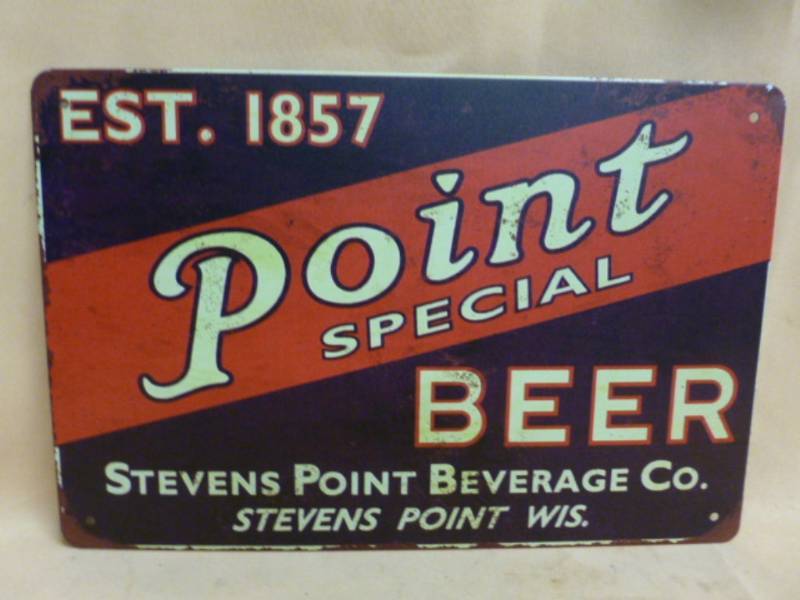 EST. 1857
Point
SPECIAL
BEER
STEVENS POINT BEVERAGE CO.
STEVENS POINT WIS.